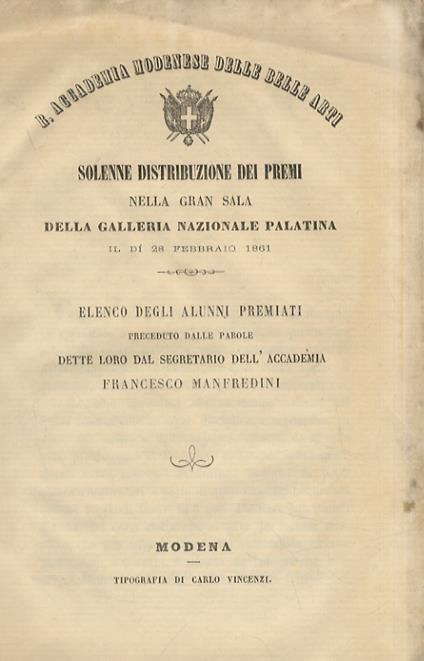 R. ACCADEMIA MODENESE DELLE BELLE ARTI
SOLENNE DISTRIBUZIONE DEI PREMI
NELLA GRAN SALA
DELLA GALLERIA NAZIONALE PALATINA
IL DÍ 28 FEBBRAIO 1861
ELENCO DEGLI ALUNNI PREMIATI
PRECEDUTO DALLE PAROLE
DETTE LORO DAL SEGRETARIO DELL' ACCADEMIA
FRANCESCO MANFREDINI
MODENA
TIPOGRAFIA DI CARLO VINCENZI.